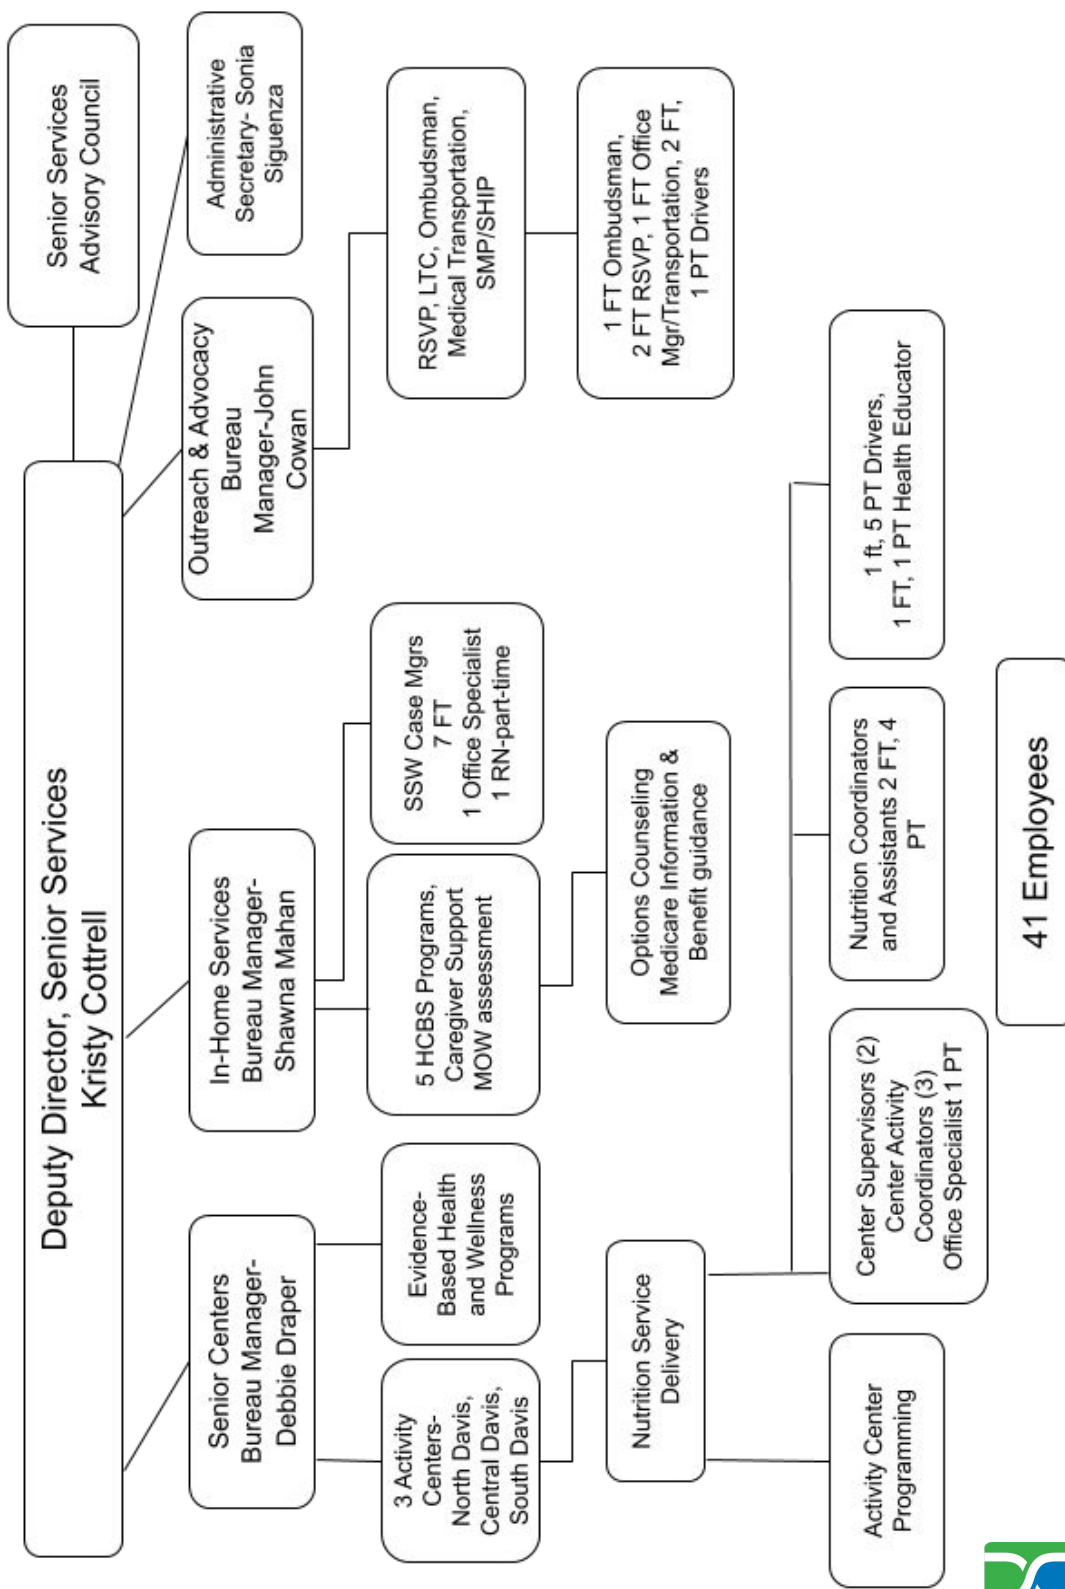 Senior Services
Advisory Council
Deputy Director, Senior Services
Kristy Cottrell
Senior Centers
Bureau Manager-
Debbie Draper
In-Home Services
Bureau Manager-
Shawna Mahan
Outreach & Advocacy
Bureau
Manager-John
Cowan
Administrative
Secretary- Sonia
Siguenza
3 Activity
Centers-
North Davis,
Central Davis,
South Davis
Evidence-
Based Health
and Wellness
Programs
5 HCBS Programs,
Caregiver Support
MOW assessment
SSW Case Mgrs
7 FT
1 Office Specialist
1 RN-part-time
RSVP, LTC, Ombudsman,
Medical Transportation,
SMP/SHIP
Nutrition Service
Delivery
Options Counseling
Medicare Information &
Benefit guidance
1 FT Ombudsman,
2 FT RSVP, 1 FT Office
Mgr/Transportation, 2 FT,
1 PT Drivers
Activity Center
Programming
Center Supervisors (2)
Center Activity
Coordinators (3)
Office Specialist 1 PT
Nutrition Coordinators
and Assistants 2 FT, 4
PT
1 ft, 5 PT Drivers,
1 FT, 1 PT Health Educator
41 Employees